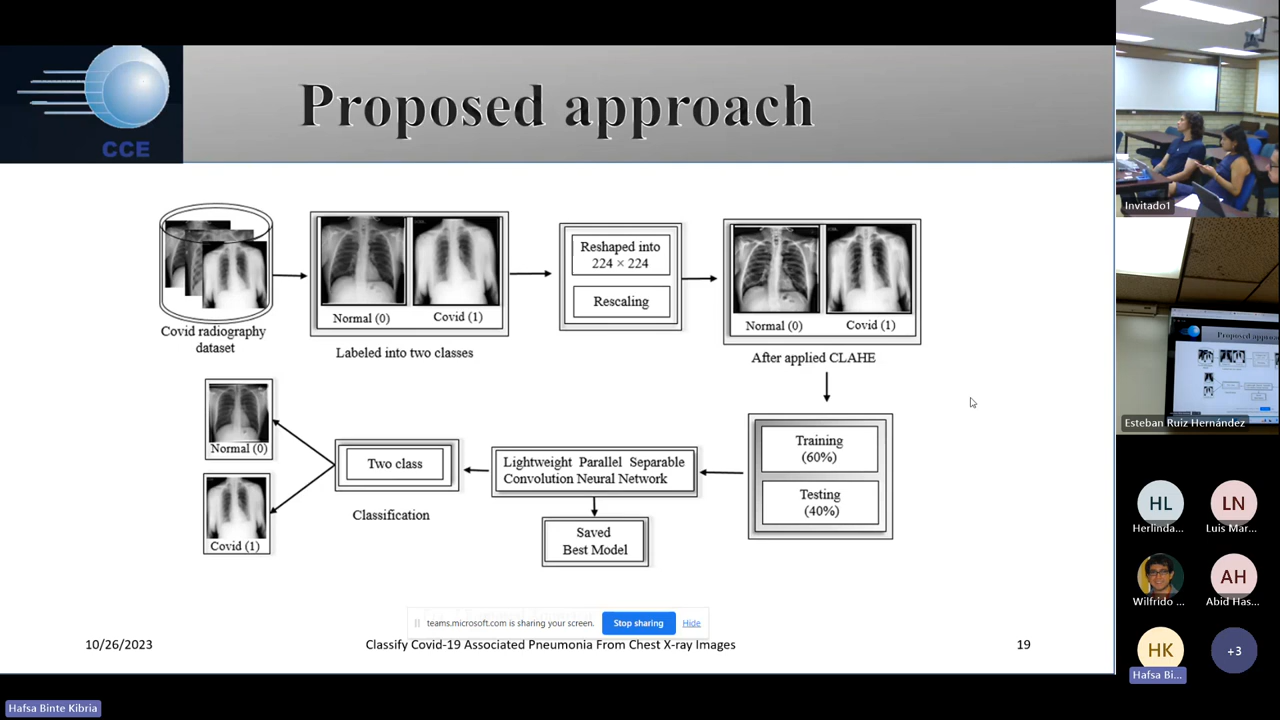 CCE
Proposed approach
Covid radiography
dataset
Normal (0)
Covid (1)
Labeled into two classes
Reshaped into
224 × 224
Rescaling
Normal (0)
Covid (1)
After applied CLAHE
Training
(60%)
Testing
(40%)
Lightweight Parallel Separable
Convolution Neural Network
Saved
Best Model
Two class
Classification
Normal (0)
Covid (1)
teams.microsoft.com is sharing your screen.
Stop sharing
Hide
10/26/2023
Classify Covid-19 Associated Pneumonia From Chest X-ray Images
19
Hafsa Binte Kibria
Invitado1
Proposed approach
Esteban Ruiz Hernández
HL
Herlinda...
LN
Luis Mar...
Wilfrido ...
AH
Abid Has...
HK
Hafsa Bi...
+3